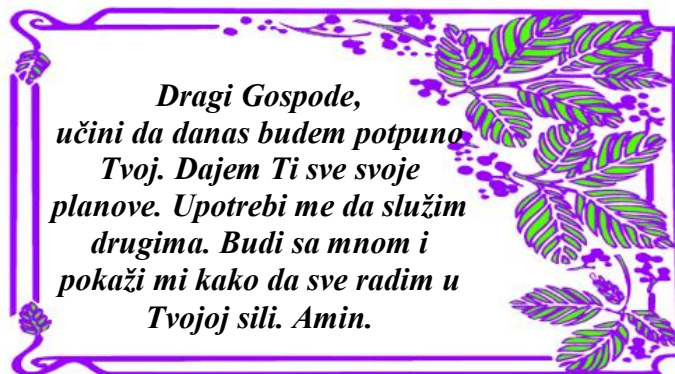 Dragi Gospode,
učini da danas budem potpuno
Tvoj. Dajem Ti sve svoje
planove. Upotrebi me da služim
drugima. Budi sa mnom i
pokaži mi kako da sve radim u
Tvojoj sili. Amin.